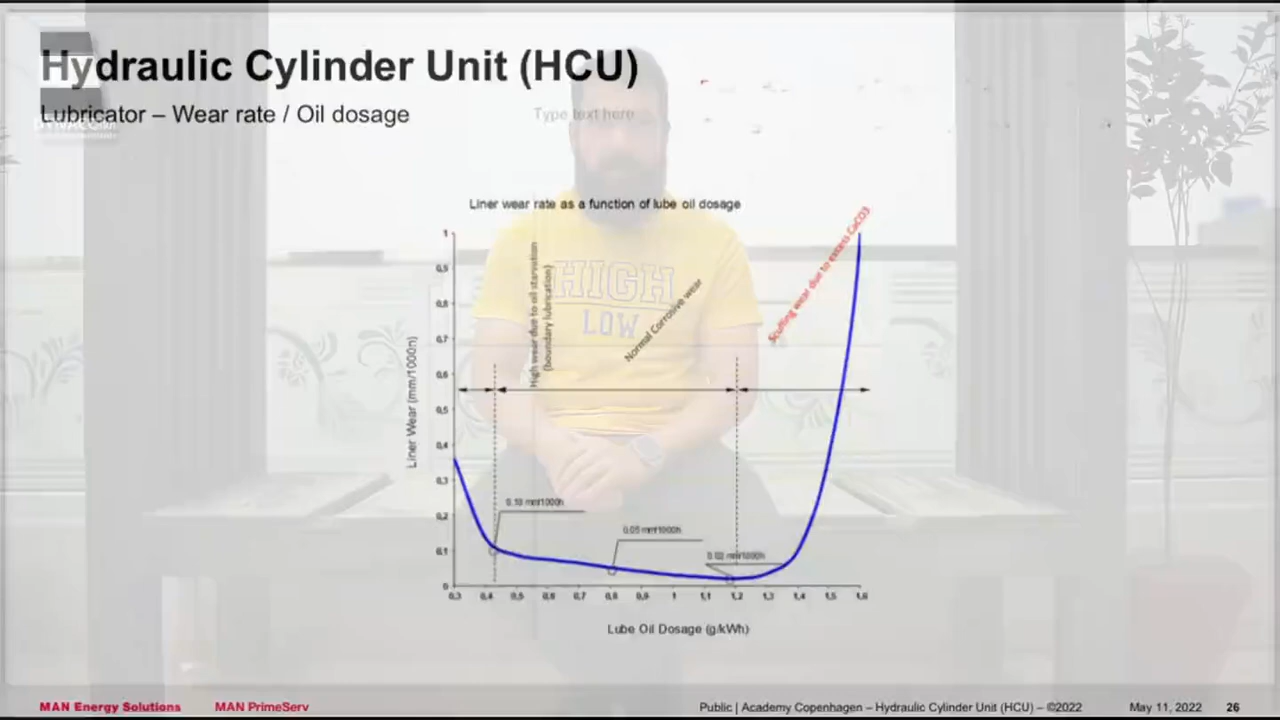 Hydraulic Cylinder Unit (HCU)
Lubricator – Wear rate / Oil dosage
Type text here
Liner wear rate as a function of lube oil dosage
HIGH
LOW
High wear due to oil starvation
(boundary lubrication)
Normal Corrosive wear
Scuffing wear due to excess CaCO3
Liner Wear (mm/1000h)
1
0,9
0,8
0,7
0,6
0,5
0,4
0,3
0,2
0,1
0
0.10 mm/1000h
0.05 mm/1000h
0.02 mm/1000h
0,3 0,4 0,5 0,6 0,7 0,8 0,9 1 1,1 1,2 1,3 1,4 1,5 1,6
Lube Oil Dosage (g/kWh)
MAN Energy Solutions MAN PrimeServ Public | Academy Copenhagen – Hydraulic Cylinder Unit (HCU) – ©2022 May 11, 2022 26